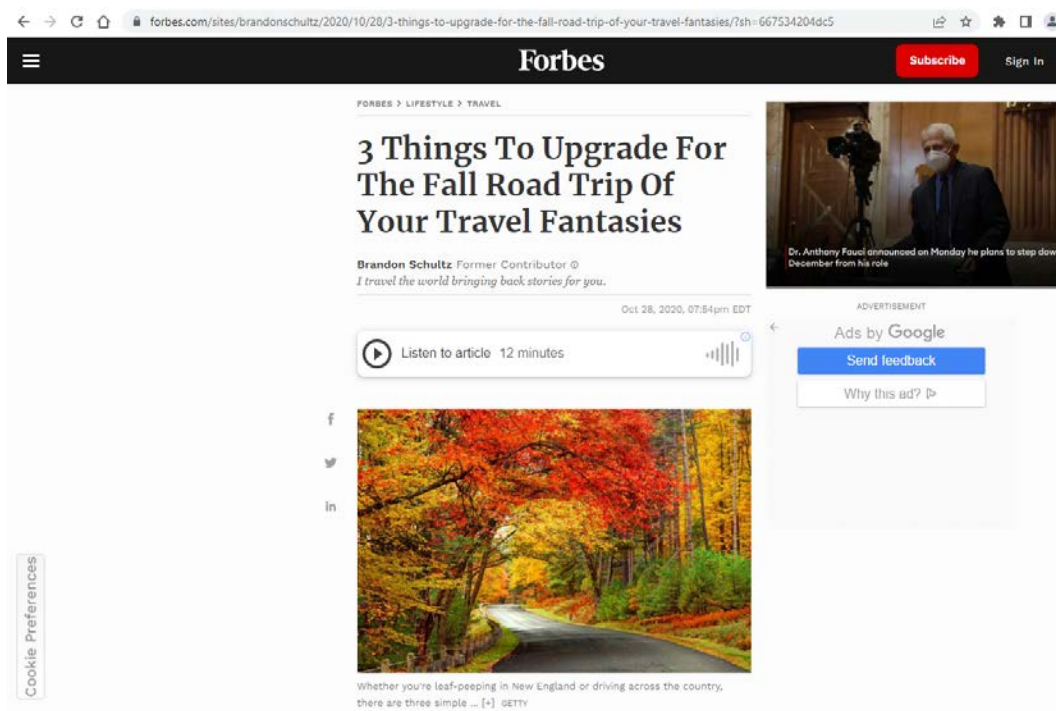 forbes.com/sites/brandonschultz/2020/10/28/3-things-to-upgrade-for-the-fall-road-trip-of-your-travel-fantasies/?sh=667534204dc5
Forbes
Subscribe
Sign In
FORBES > LIFESTYLE > TRAVEL
3 Things To Upgrade For
The Fall Road Trip Of
Your Travel Fantasies
Brandon Schultz Former Contributor
I travel the world bringing back stories for you.
Oct 28, 2020, 07:54pm EDT
Listen to article 12 minutes
Whether you're leaf-peeping in New England or driving across the country,
there are three simple ... [+] GETTY
Dr. Anthony Fauci announced on Monday he plans to step dow
December from his role
ADVERTISEMENT
Ads by Google
Send feedback
Why this ad?
Cookie Preferences